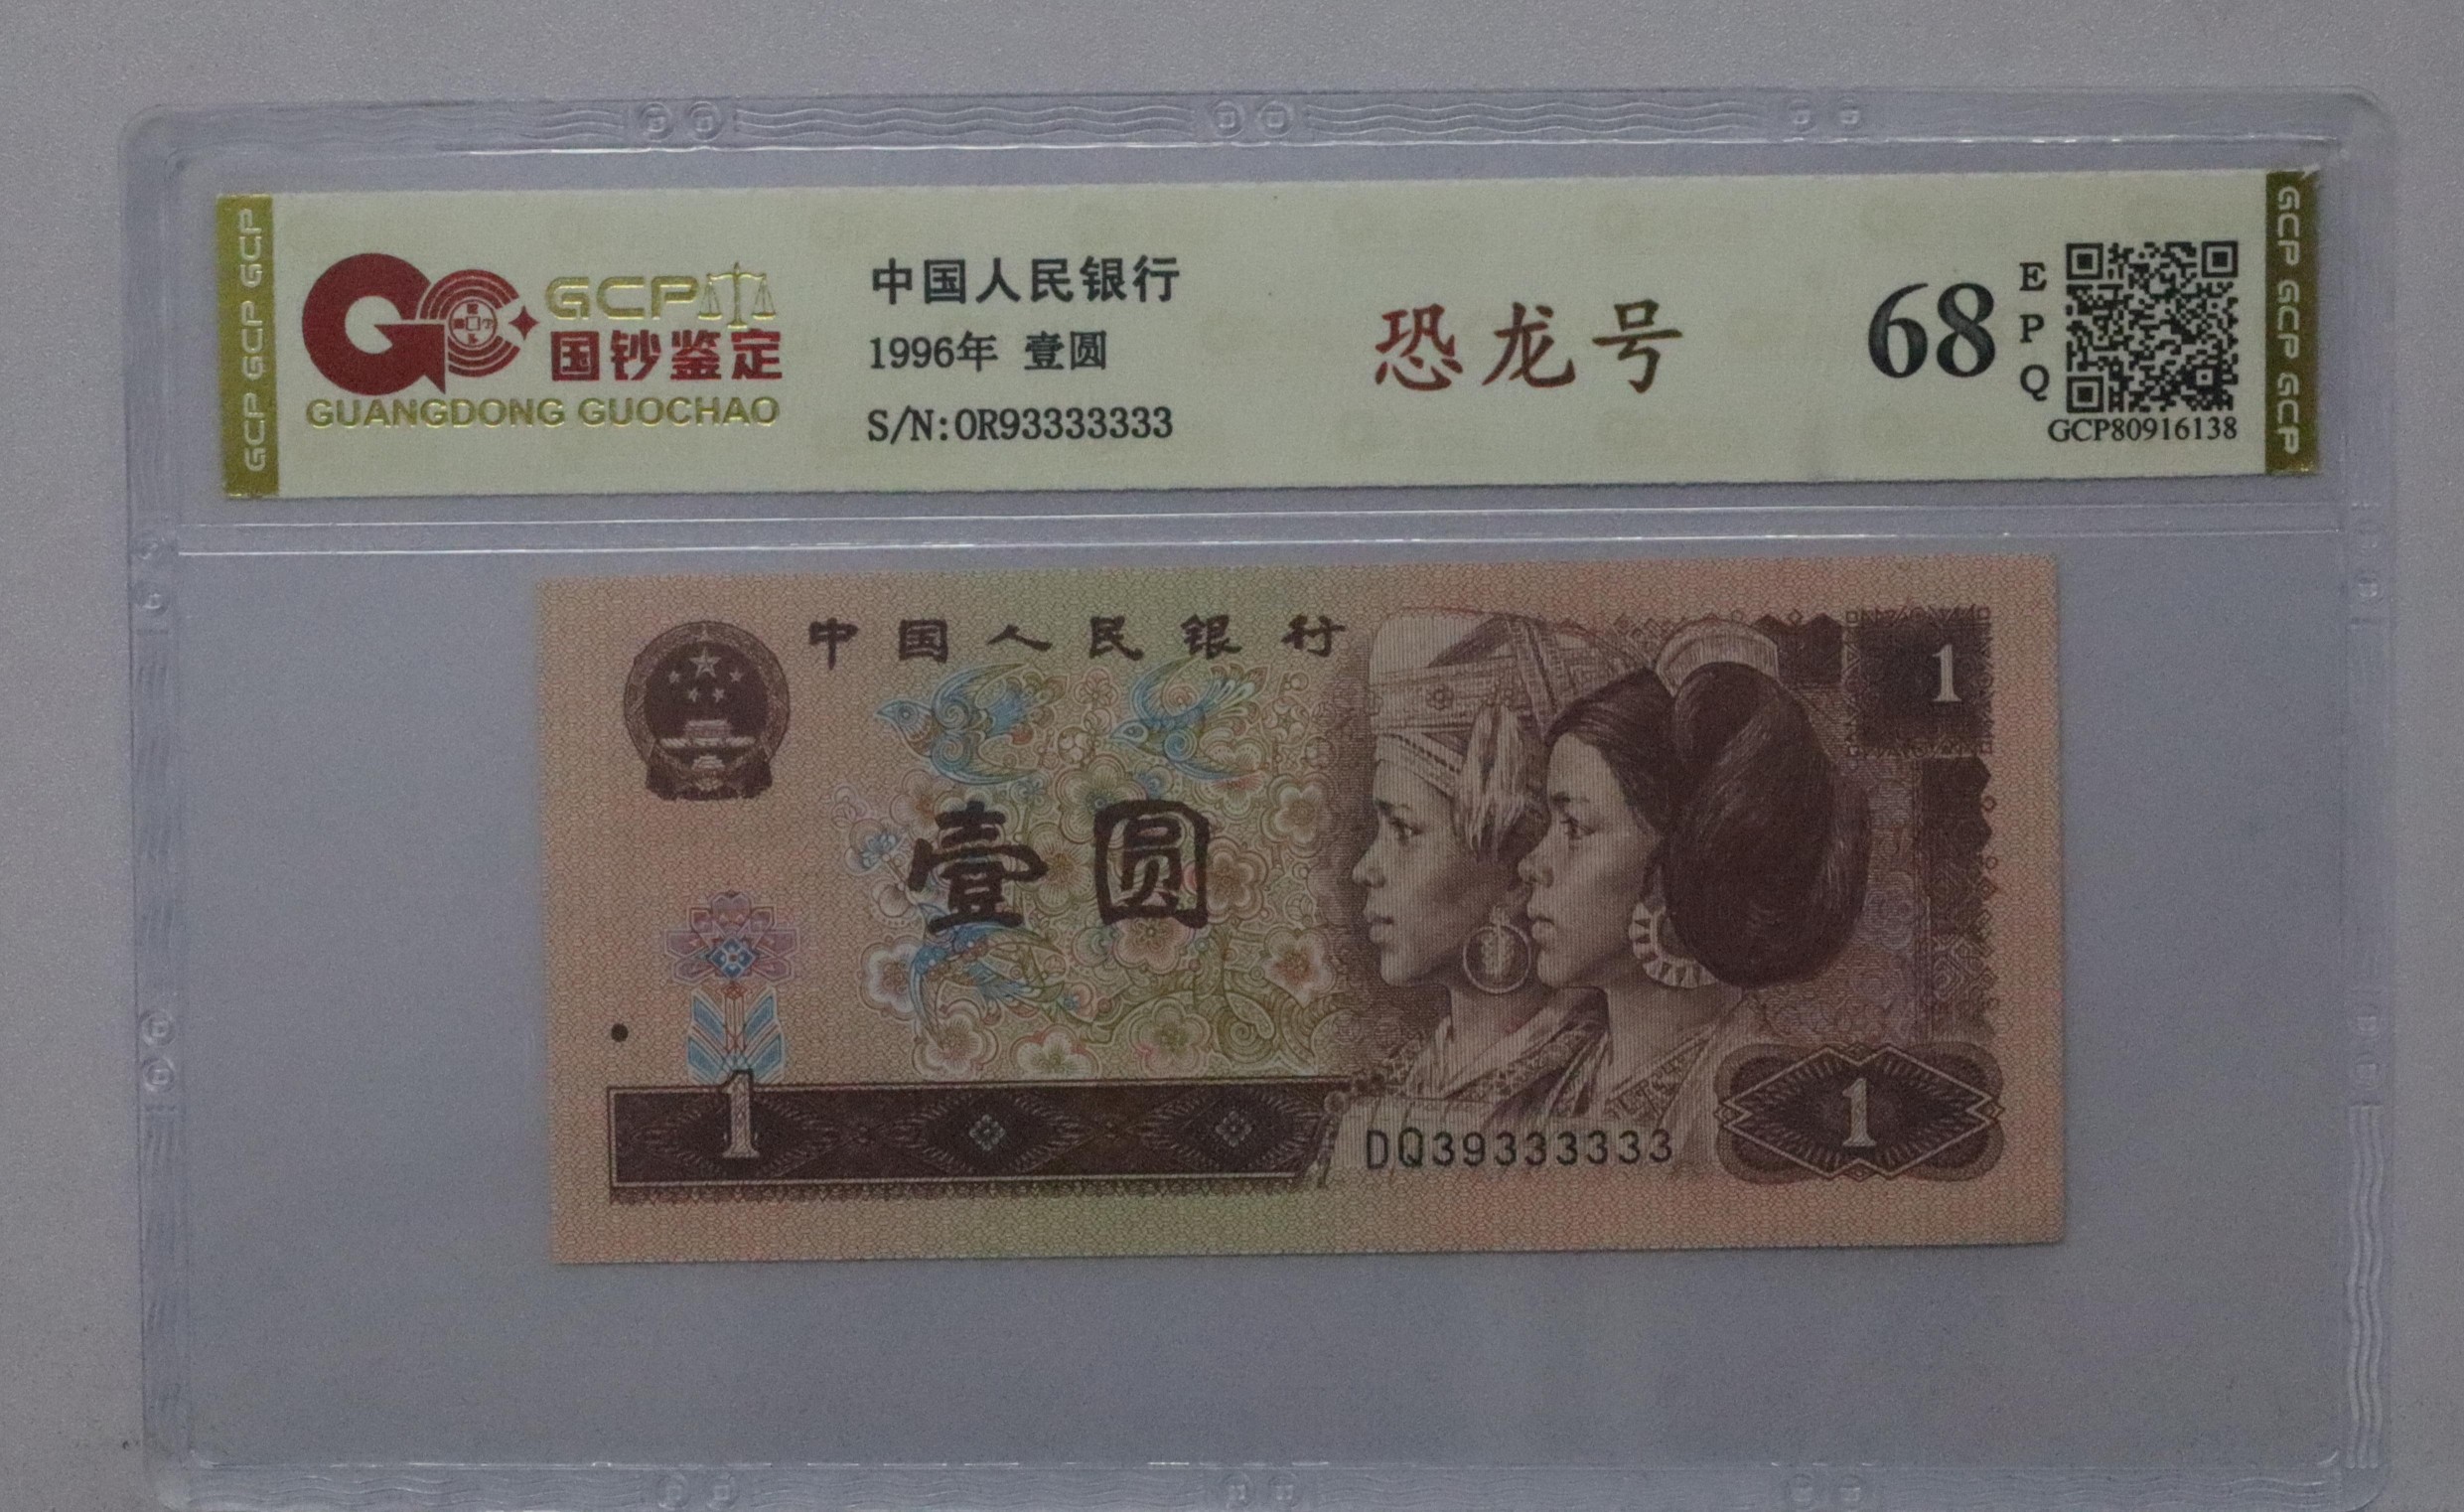 GCP GCP GCP
GCP
国钞鉴定
GUANGDONG GUOCHAO
中国人民银行
1996年 壹圆
S/N:OR93333333
恐龙号
68
EPQ
GCP80916138
GCP GCP GCP
中国人民银行
1
壹圆
1
DQ39333333
1